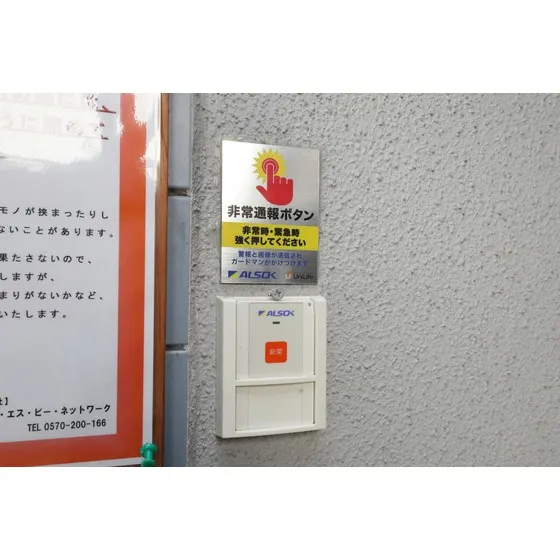 モノが挟まったりし
ないことがあります。
果たさないので、
しますが、
まりがないかなど、
いたします。
社】
・エス・ピー・ネットワーク
TEL 0570-200-166
非常通報ボタン
非常時・緊急時
強く押してください
警報と画像が送信され
ガードマンがかけつけます
ALSOK
Unlife
ALSOK
非常